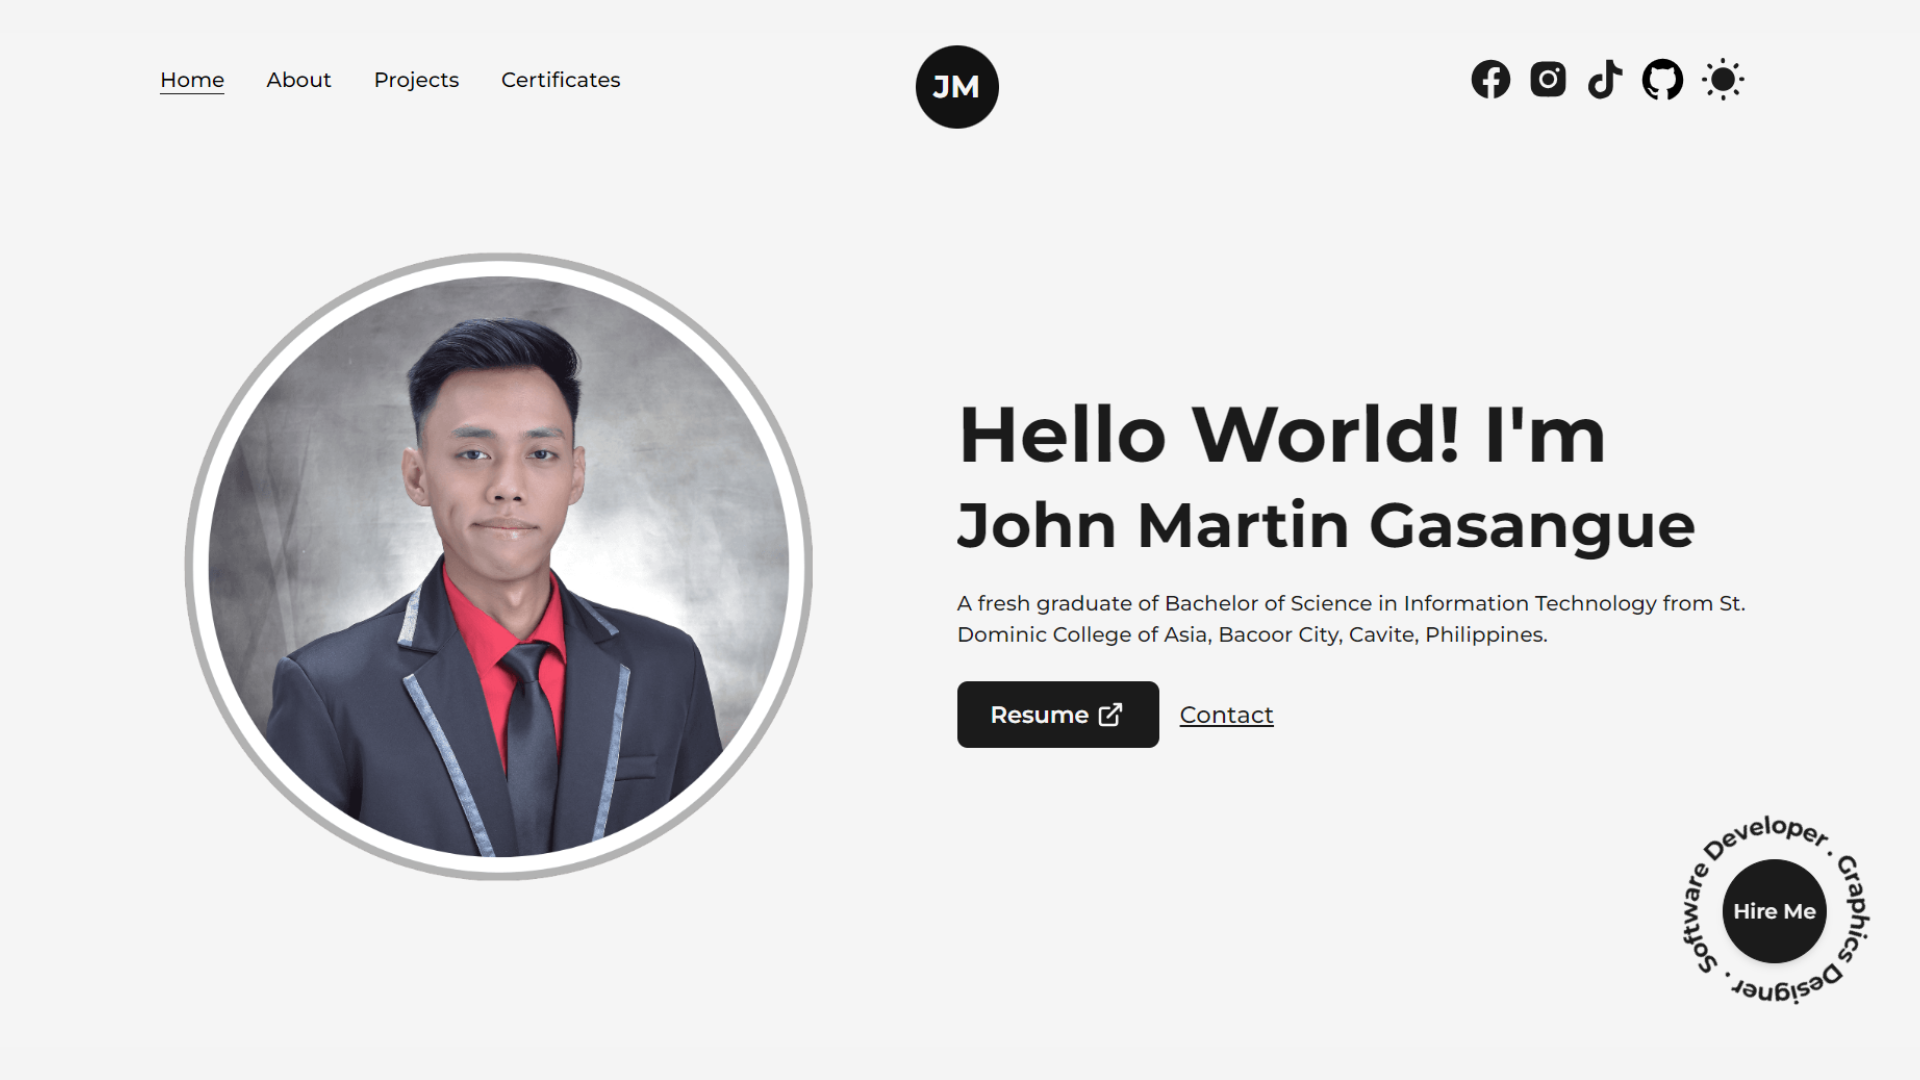 Home About Projects Certificates
JM
Hello World! I'm
John Martin Gasangue
A fresh graduate of Bachelor of Science in Information Technology from St.
Dominic College of Asia, Bacoor City, Cavite, Philippines.
Resume Contact
Software Developer . Graphics Designer .
Hire Me